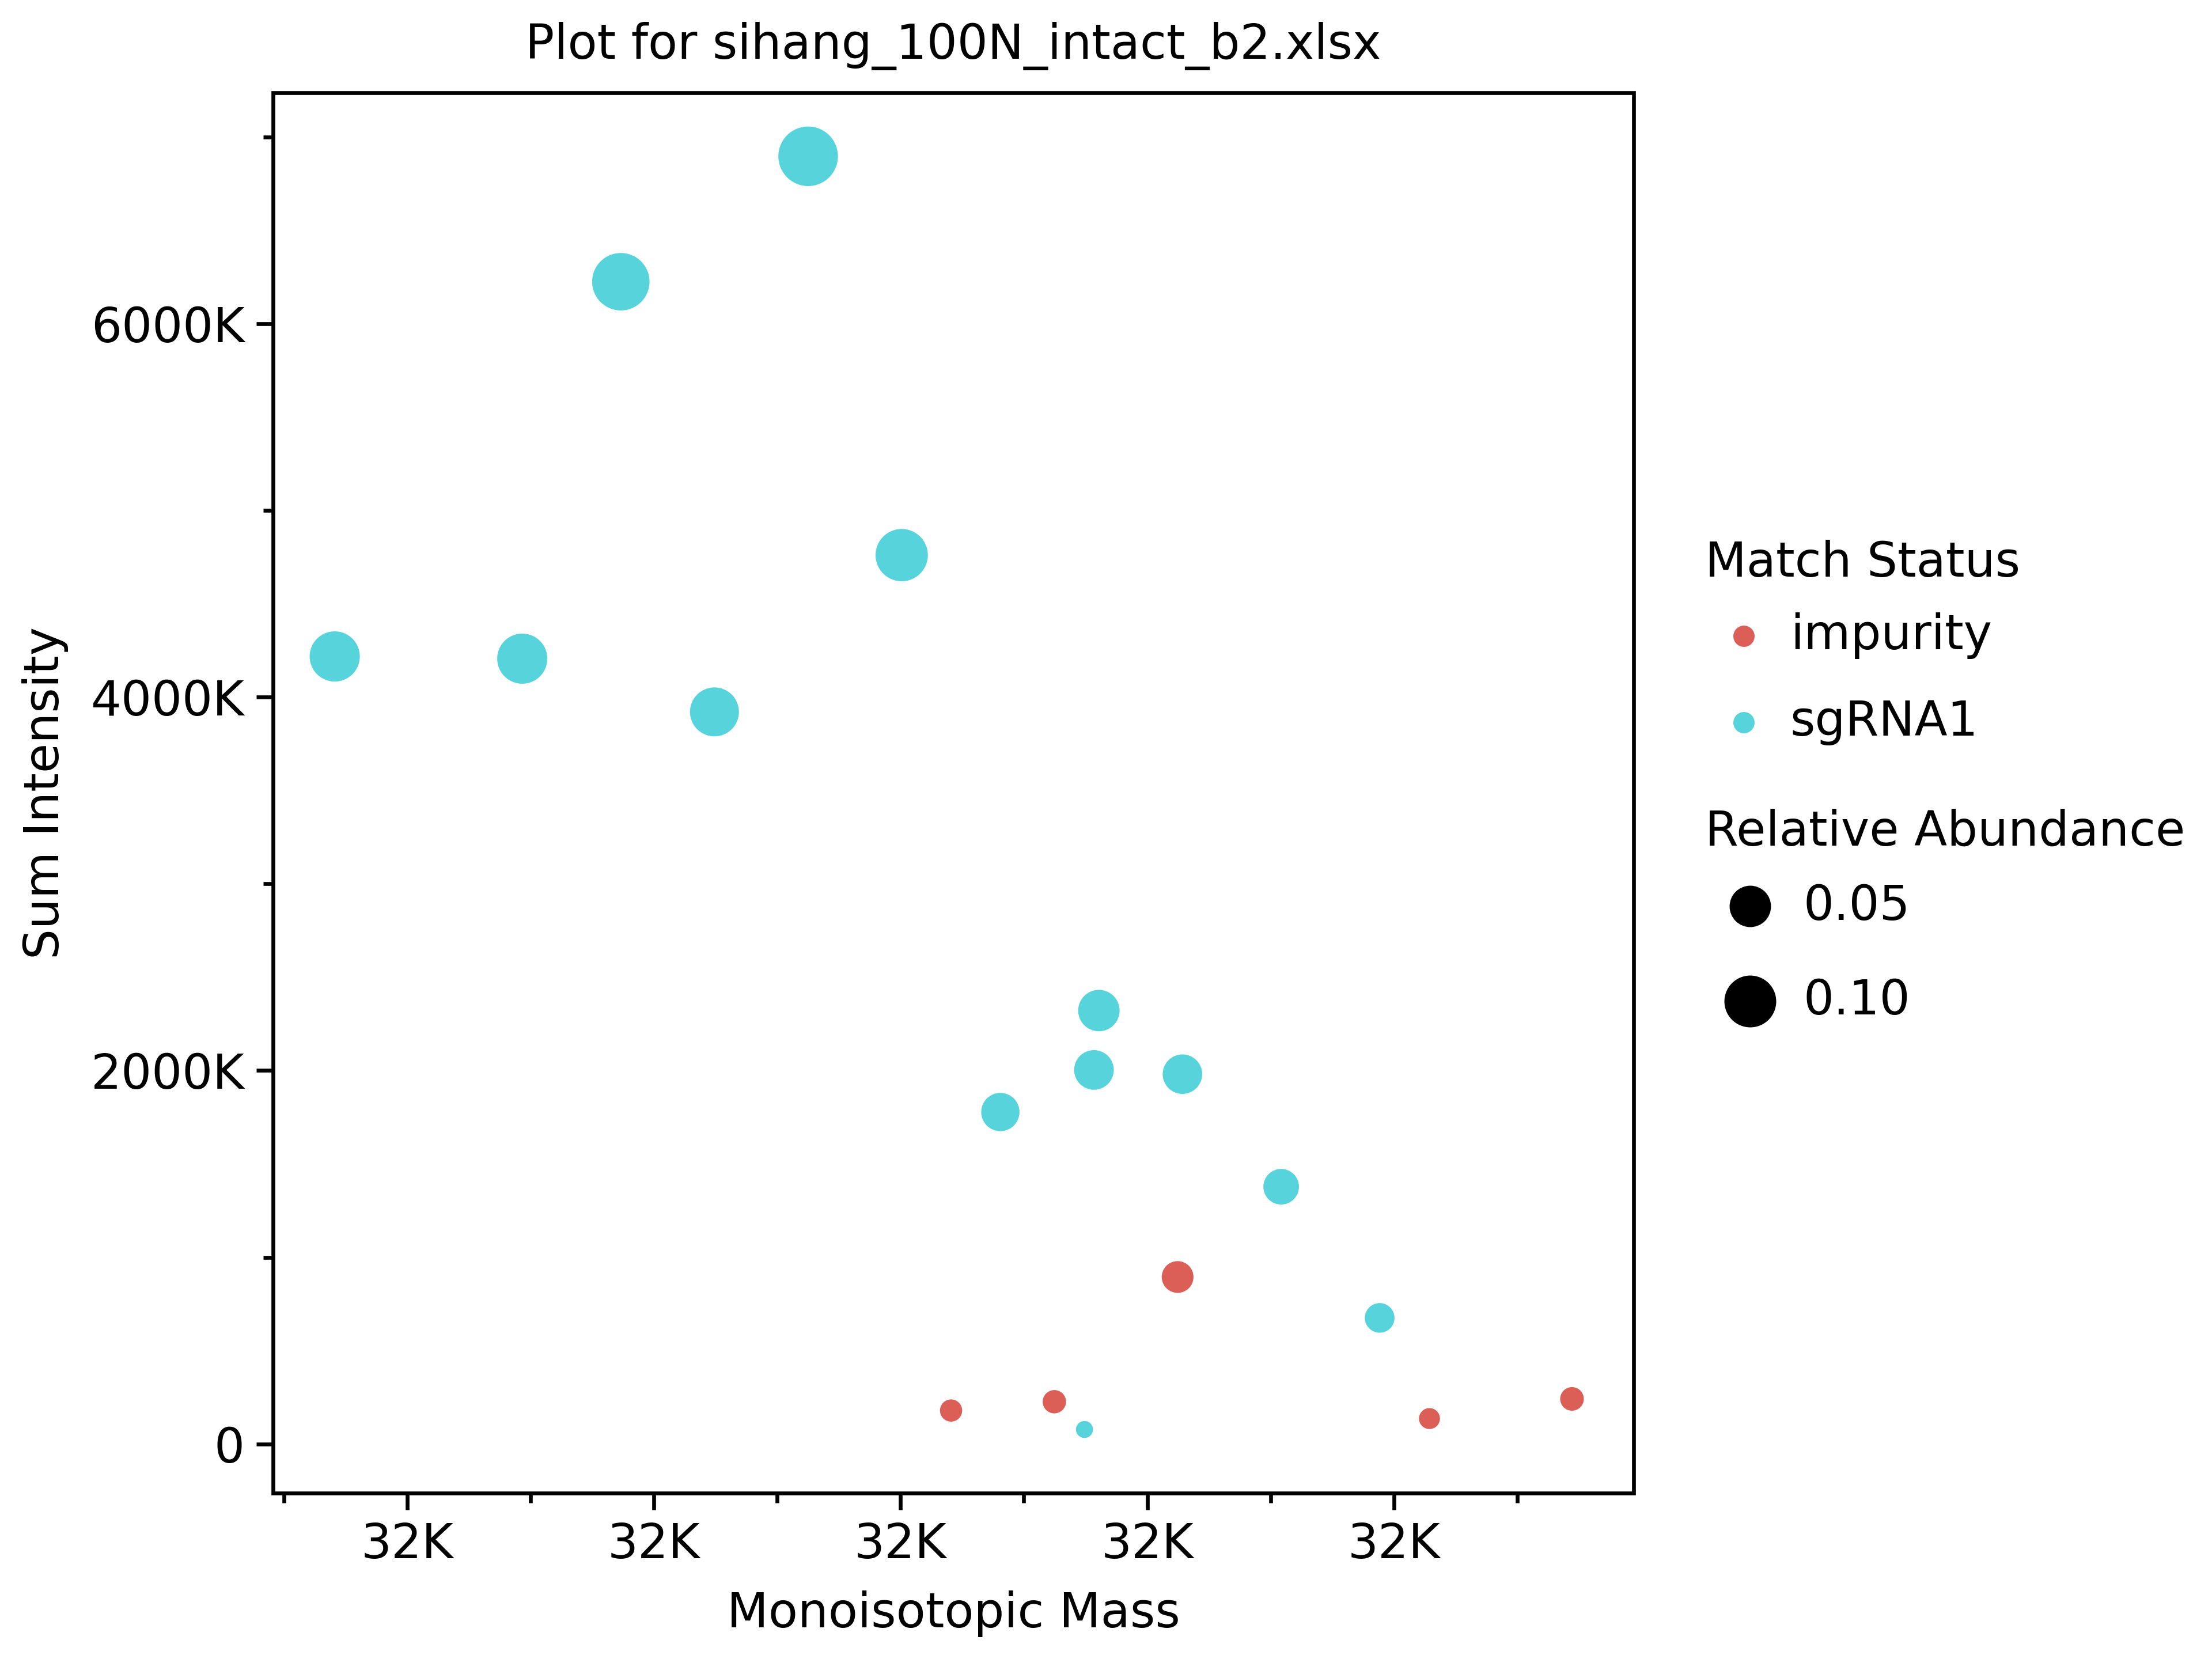 Plot for sihang_100N_intact_b2.xlsx
6000K
4000K
2000K
0
Sum Intensity
32K 32K 32K 32K 32K
Monoisotopic Mass
Match Status
impurity
sgRNA1
Relative Abundance
0.05
0.10